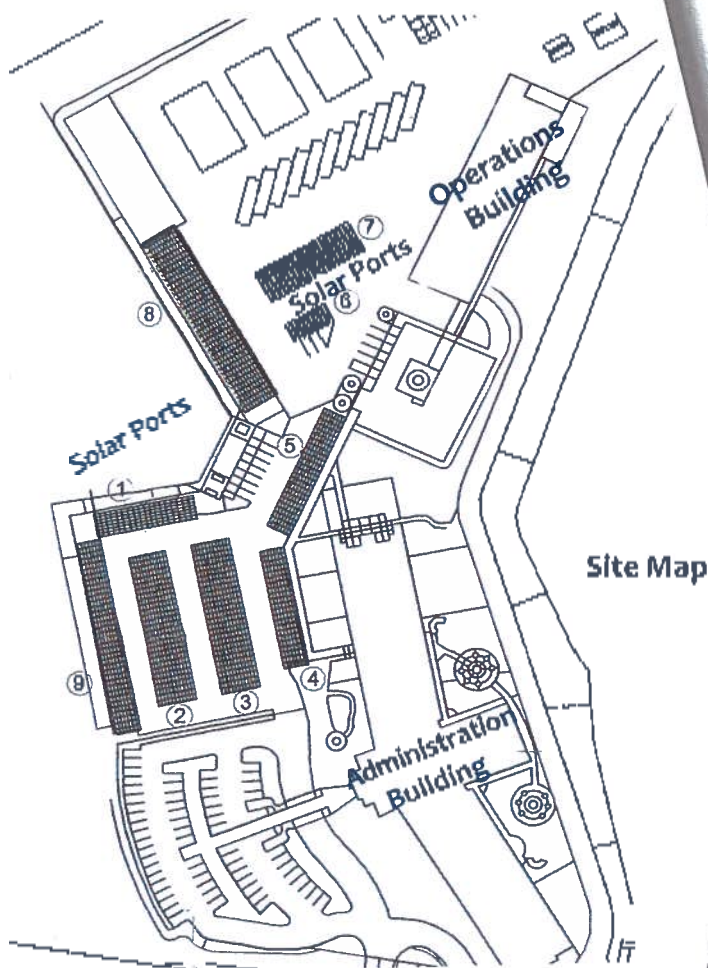 Operations
Building
7
Solar Ports
6
8
Solar Ports
5
1
Site Map
9
4
2
3
Administration
Building